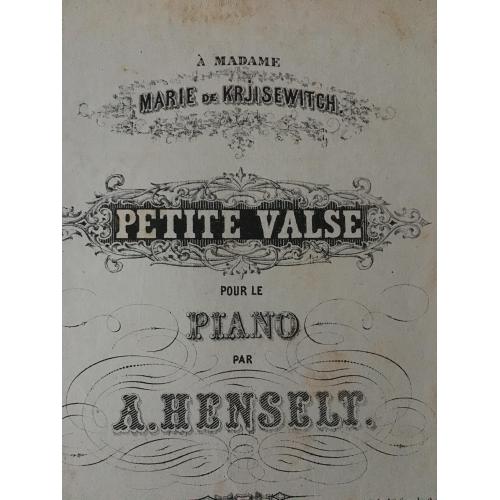 À MADAME
MARIE DE KRJISEWITCH.
PETITE VALSE
POUR LE
PIANO
PAR
A. HENSELT.